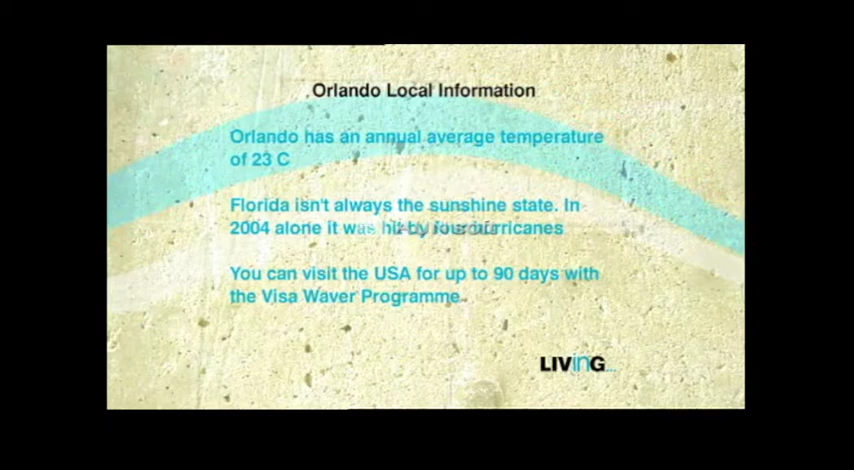 Orlando Local Information
Orlando has an annual average temperature
of 23 C
Florida isn't always the sunshine state. In
2004 alone it was hit by four hurricanes
You can visit the USA for up to 90 days with
the Visa Waver Programme
LIVinG...